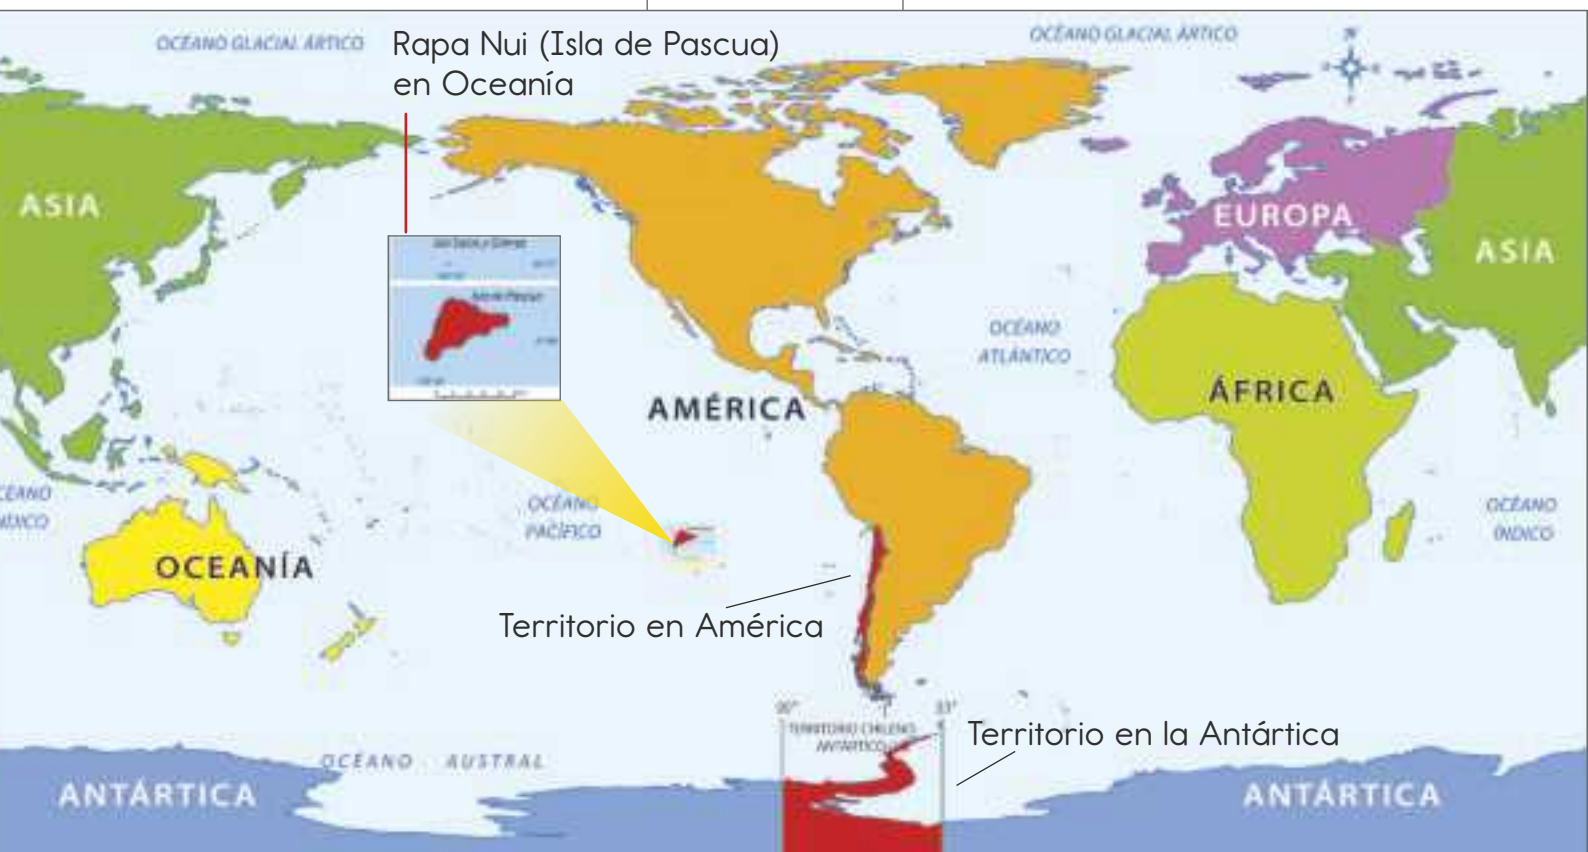 OCÉANO GLACIAL ÁRTICO
Rapa Nui (Isla de Pascua)
en Oceanía
OCÉANO GLACIAL ÁRTICO
N
ASIA
EUROPA
ASIA
Isla de Pascua
OCÉANO
ATLÁNTICO
AMÉRICA
ÁFRICA
OCÉANO
ÍNDICO
OCÉANO
PACÍFICO
OCÉANO
ÍNDICO
OCEANÍA
Territorio en América
90°
53°
TERRITORIO CHILENO
ANTÁRTICO
Territorio en la Antártica
OCÉANO AUSTRAL
ANTÁRTICA
ANTÁRTICA